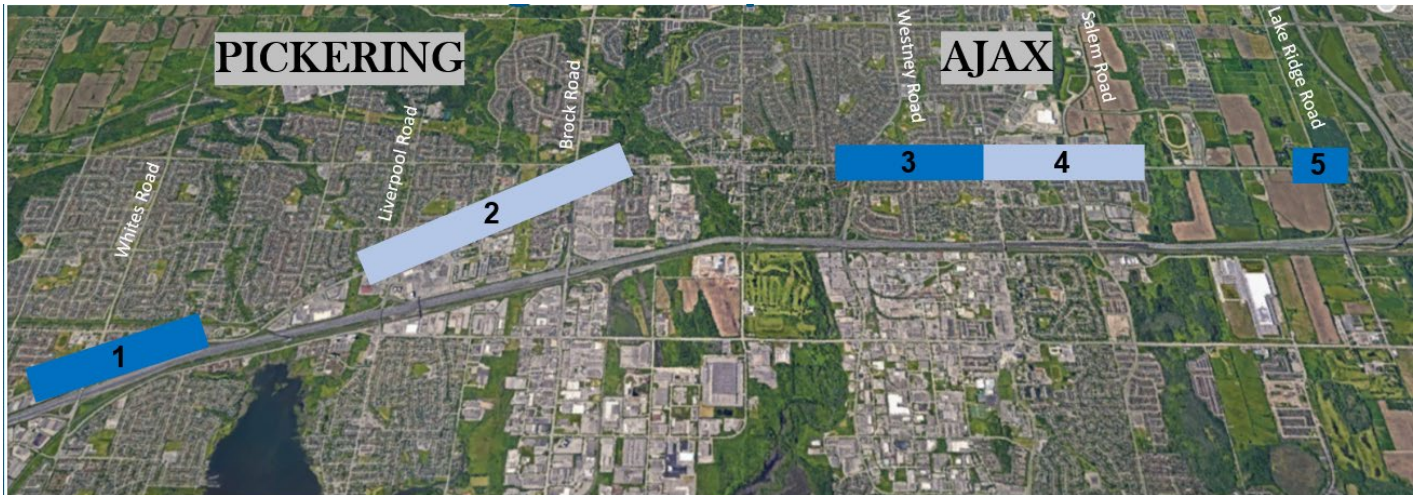 PICKERING
AJAX
Whites Road
Liverpool Road
Brock Road
Westney Road
Salem Road
Lake Ridge Road
1
2
3
4
5